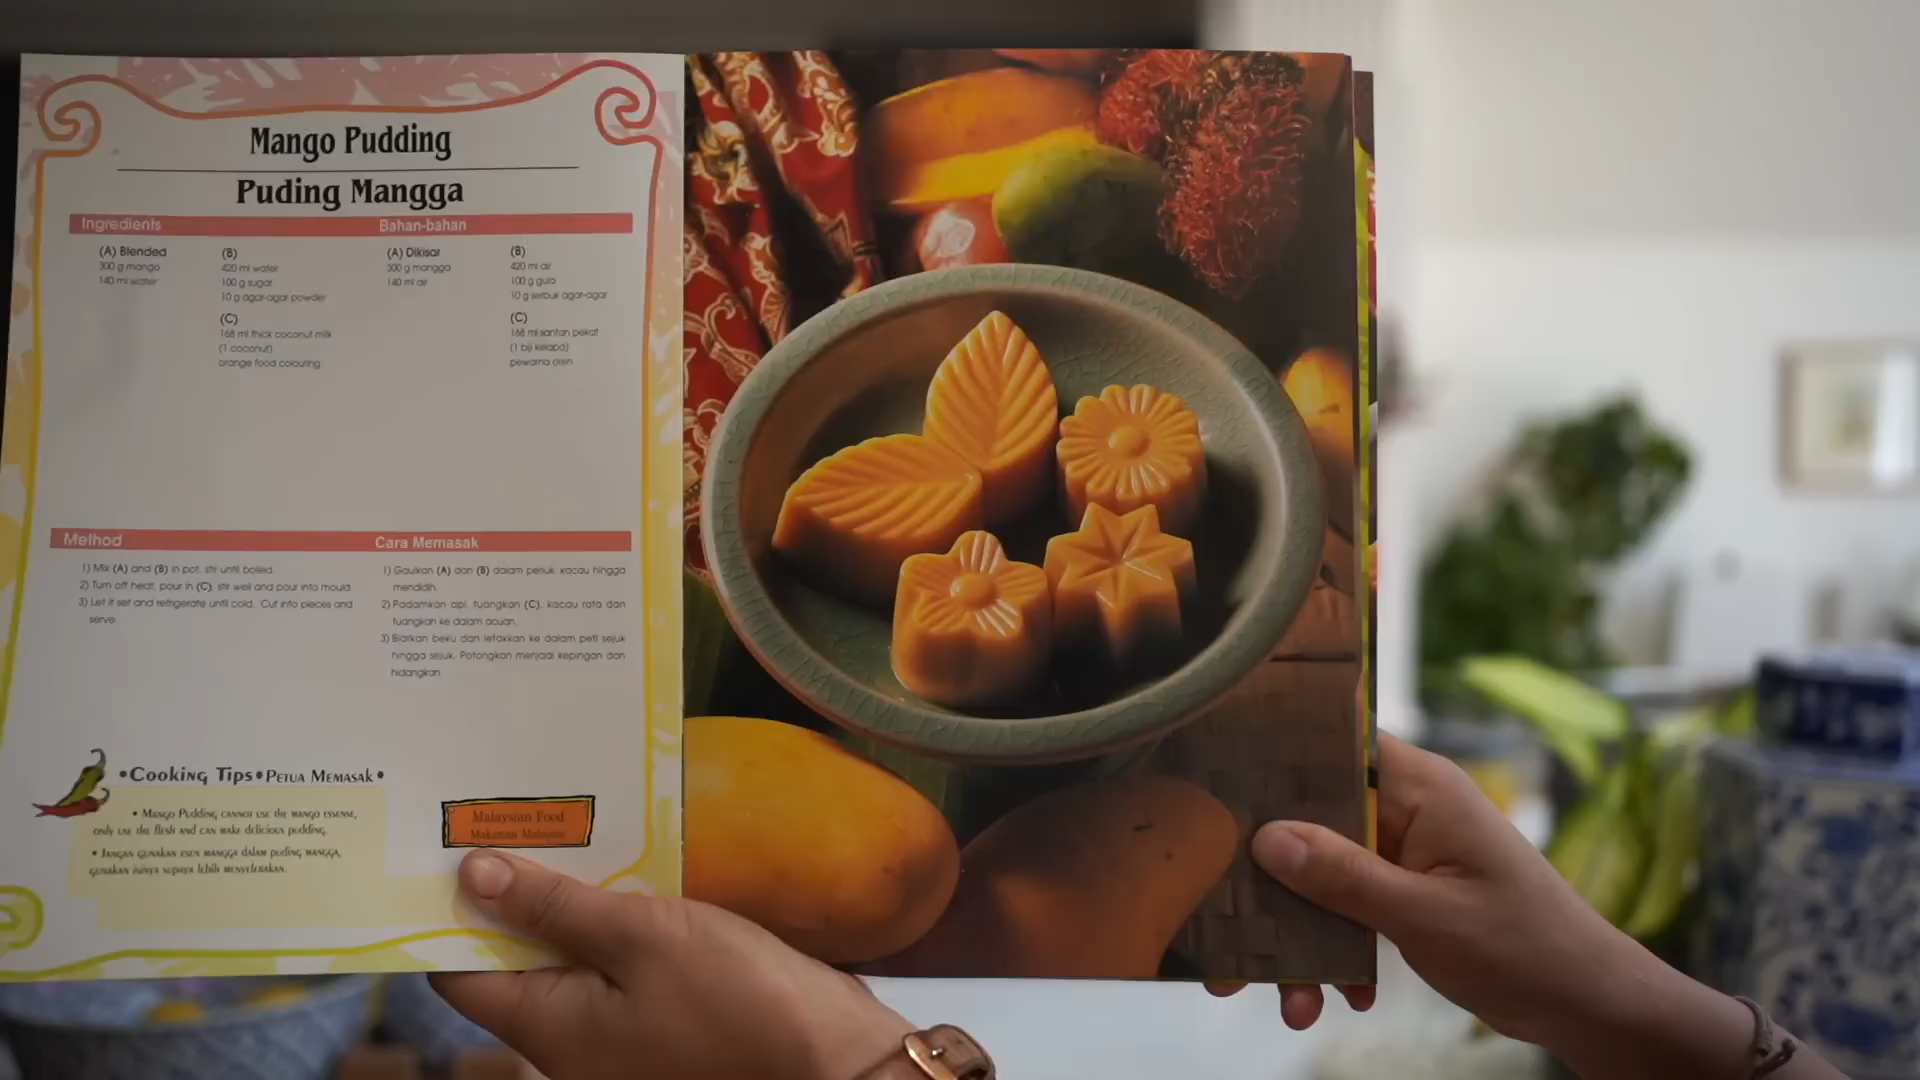 Mango Pudding
Puding Mangga
Ingredients
Bahan-bahan
(A) Blended
300 g mango
140 ml water
(B)
420 ml water
100 g sugar
10 g agar-agar powder
(C)
168 ml thick coconut milk
(1 coconut)
orange food colouring
(A) Dikisar
300 g mangga
140 ml air
(B)
420 ml air
100 g gula
10 g serbuk agar-agar
(C)
168 ml santan pekat
(1 biji kelapa)
pewarna oren
Method
1) Mix (A) and (B) in pot, stir until boiled.
2) Turn off heat, pour in (C), stir well and pour into mould.
3) Let it set and refrigerate until cold. Cut into pieces and
serve.
Cara Memasak
1) Gaulkan (A) dan (B) dalam periuk, kacau hingga
mendidih.
2) Padamkan api, tuangkan (C), kacau rata dan
tuangkan ke dalam acuan.
3) Biarkan beku dan letakkan ke dalam peti sejuk
hingga sejuk. Potongkan menjadi kepingan dan
hidangkan
•Cooking Tips•Petua Memasak•
• Mango Pudding cannot use the mango essense,
only use the flesh and can make delicious pudding.
• Jangan gunakan esen mangga dalam puding mangga,
gunakan isinya supaya lebih menyelerakan.
Malaysian Food
Makanan Malaysia